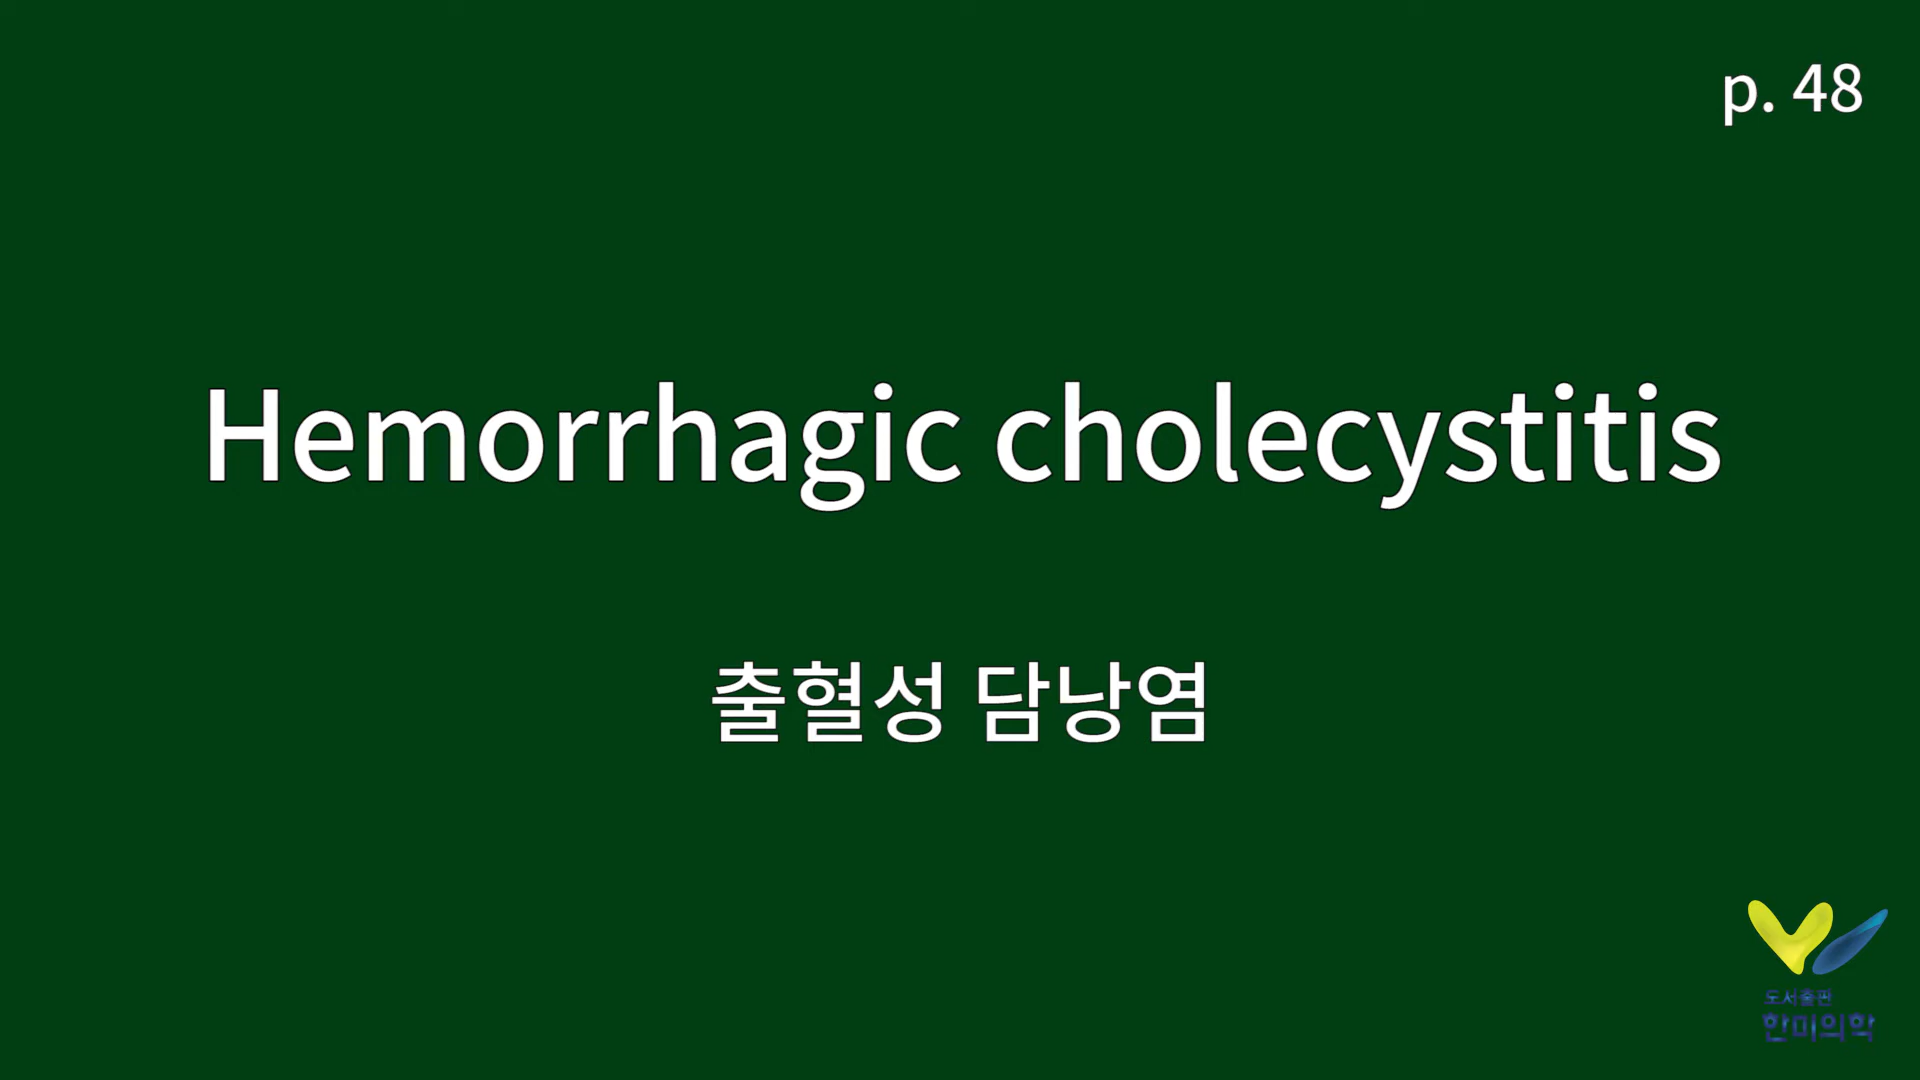 p. 48
Hemorrhagic cholecystitis
출혈성 담낭염
도서출판
한미의학